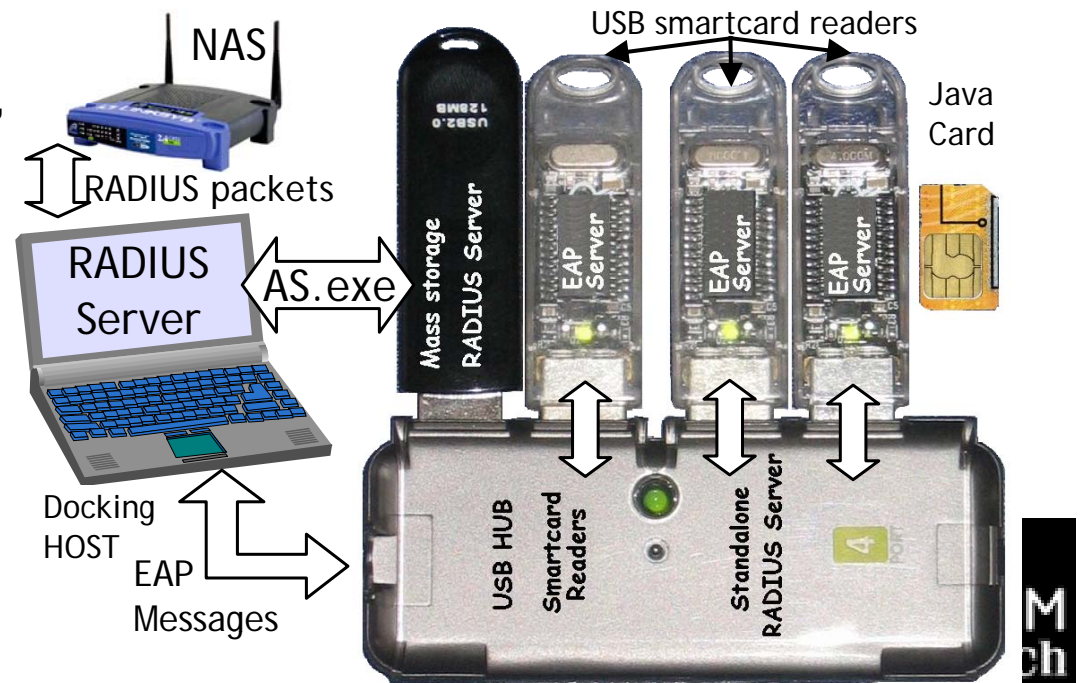 NAS
USB smartcard readers
Java
Card
RADIUS packets
RADIUS
Server
AS.exe
USB2.0
128MB
Mass storage
RADIUS Server
EAP
Server
EAP
Server
EAP
Server
4.000M
Docking
HOST
EAP
Messages
USB HUB
Smartcard
Readers
Standalone
RADIUS Server
4
PORT
M
ch